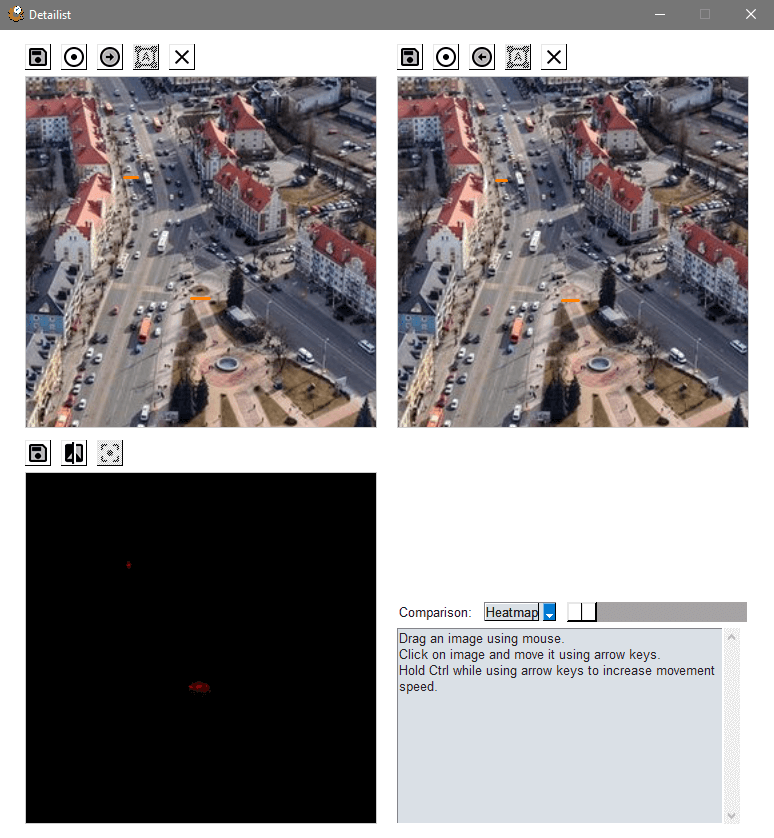 Detailist
A
A
Comparison:
Heatmap
Drag an image using mouse.
Click on image and move it using arrow keys.
Hold Ctrl while using arrow keys to increase movement
speed.